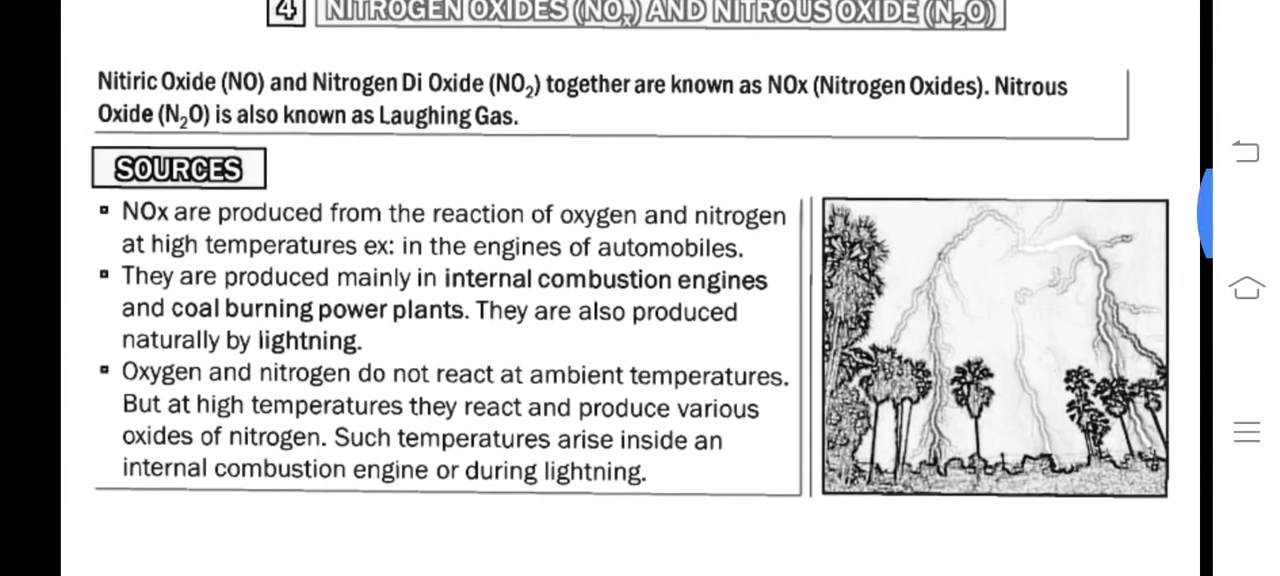 4 NITROGEN OXIDES (NOₓ) AND NITROUS OXIDE (N₂O)
Nitiric Oxide (NO) and Nitrogen Di Oxide (NO₂) together are known as NOx (Nitrogen Oxides). Nitrous
Oxide (N₂O) is also known as Laughing Gas.
SOURCES
▫ NOx are produced from the reaction of oxygen and nitrogen
at high temperatures ex: in the engines of automobiles.
▫ They are produced mainly in internal combustion engines
and coal burning power plants. They are also produced
naturally by lightning.
▫ Oxygen and nitrogen do not react at ambient temperatures.
But at high temperatures they react and produce various
oxides of nitrogen. Such temperatures arise inside an
internal combustion engine or during lightning.